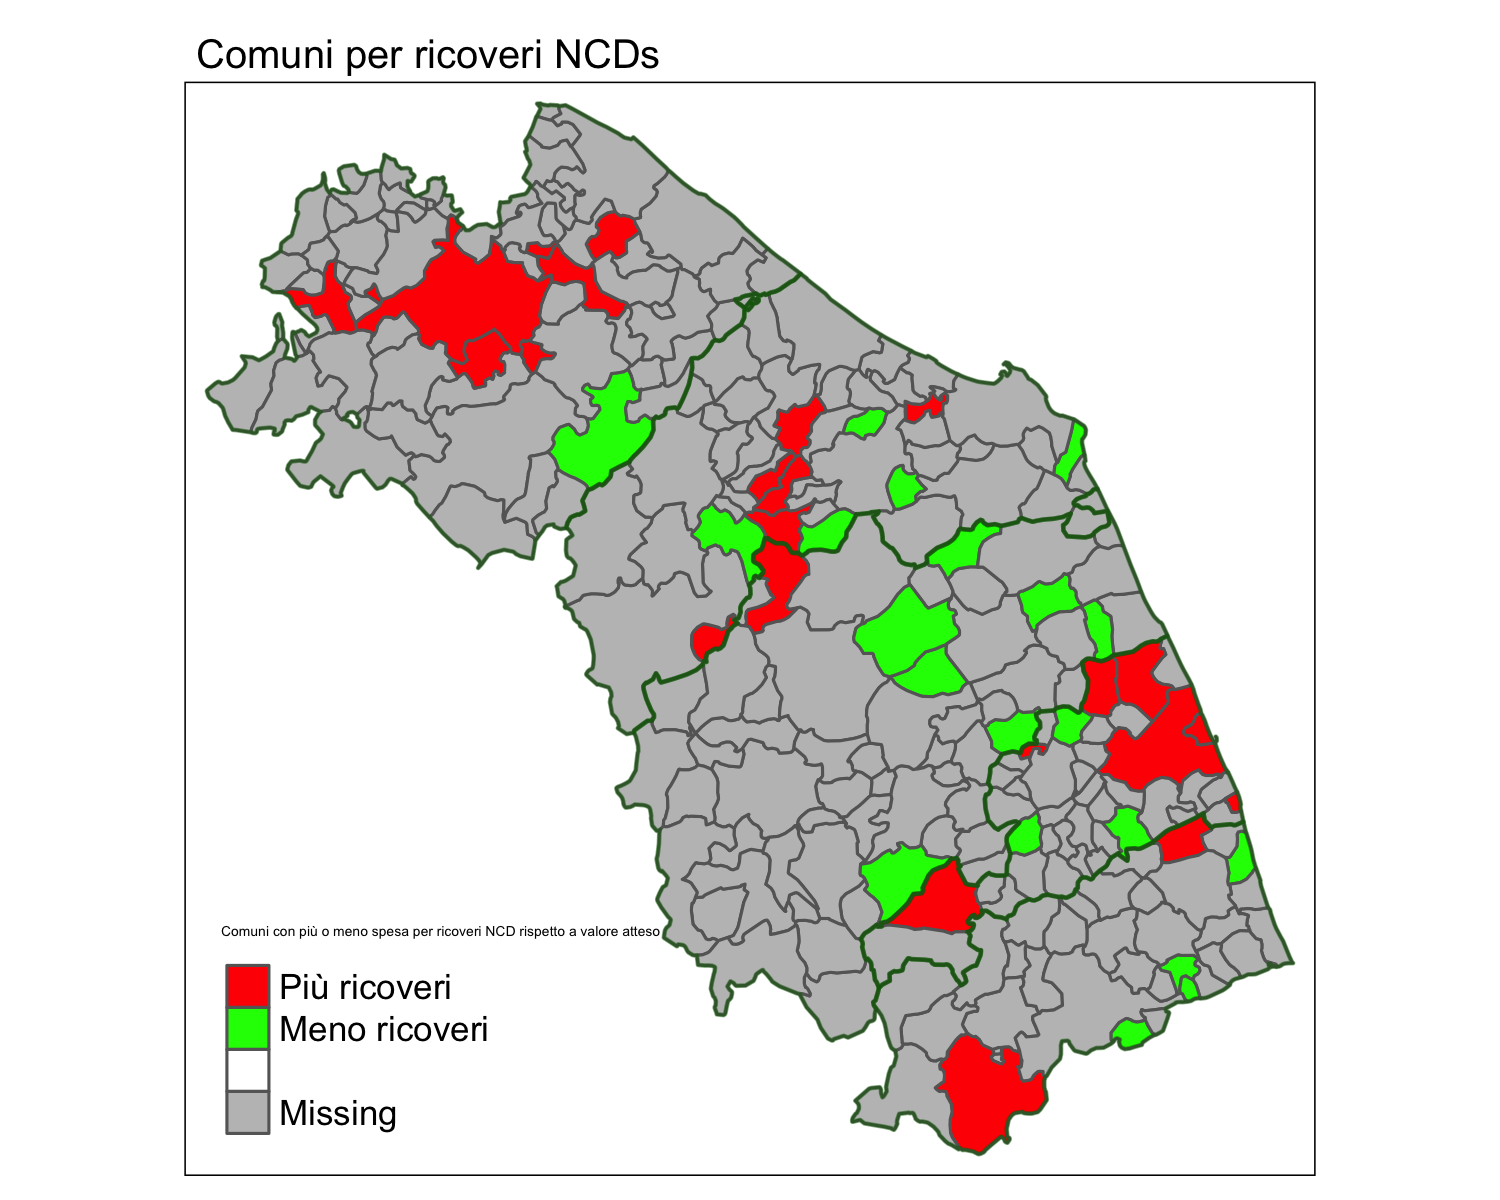 Comuni per ricoveri NCDs
Comuni con più o meno spesa per ricoveri NCD rispetto a valore atteso
Più ricoveri
Meno ricoveri
Missing